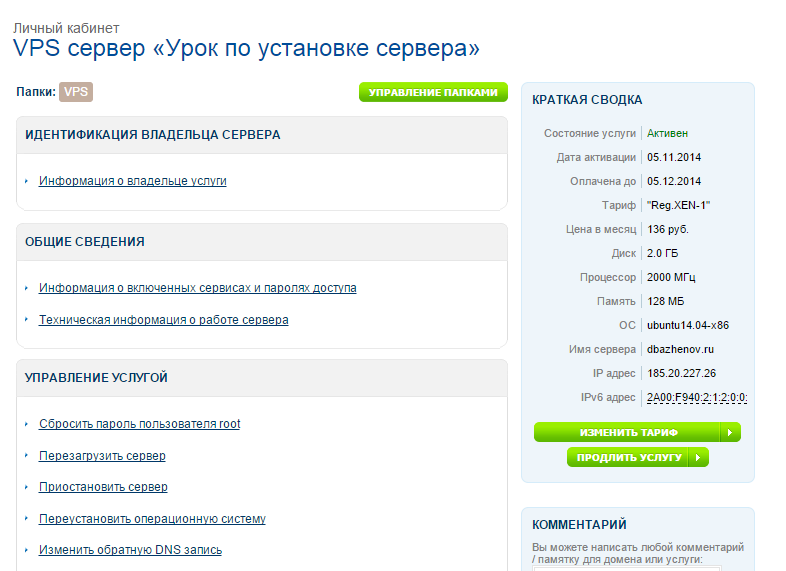 Личный кабинет
VPS сервер «Урок по установке сервера»
Папки: VPS
УПРАВЛЕНИЕ ПАПКАМИ
ИДЕНТИФИКАЦИЯ ВЛАДЕЛЬЦА СЕРВЕРА
Информация о владельце услуги
ОБЩИЕ СВЕДЕНИЯ
Информация о включенных сервисах и паролях доступа
Техническая информация о работе сервера
УПРАВЛЕНИЕ УСЛУГОЙ
Сбросить пароль пользователя root
Перезагрузить сервер
Приостановить сервер
Переустановить операционную систему
Изменить обратную DNS запись
КРАТКАЯ СВОДКА
Состояние услуги Активен
Дата активации 05.11.2014
Оплачена до 05.12.2014
Тариф "Reg.XEN-1"
Цена в месяц 136 руб.
Диск 2.0 ГБ
Процессор 2000 МГц
Память 128 МБ
ОС ubuntu14.04-x86
Имя сервера dbazhenov.ru
IP адрес 185.20.227.26
IPv6 адрес 2A00:F940:2:1:2:0:0:
ИЗМЕНИТЬ ТАРИФ
ПРОДЛИТЬ УСЛУГУ
КОММЕНТАРИЙ
Вы можете написать любой комментарий
/ памятку для домена или услуги: